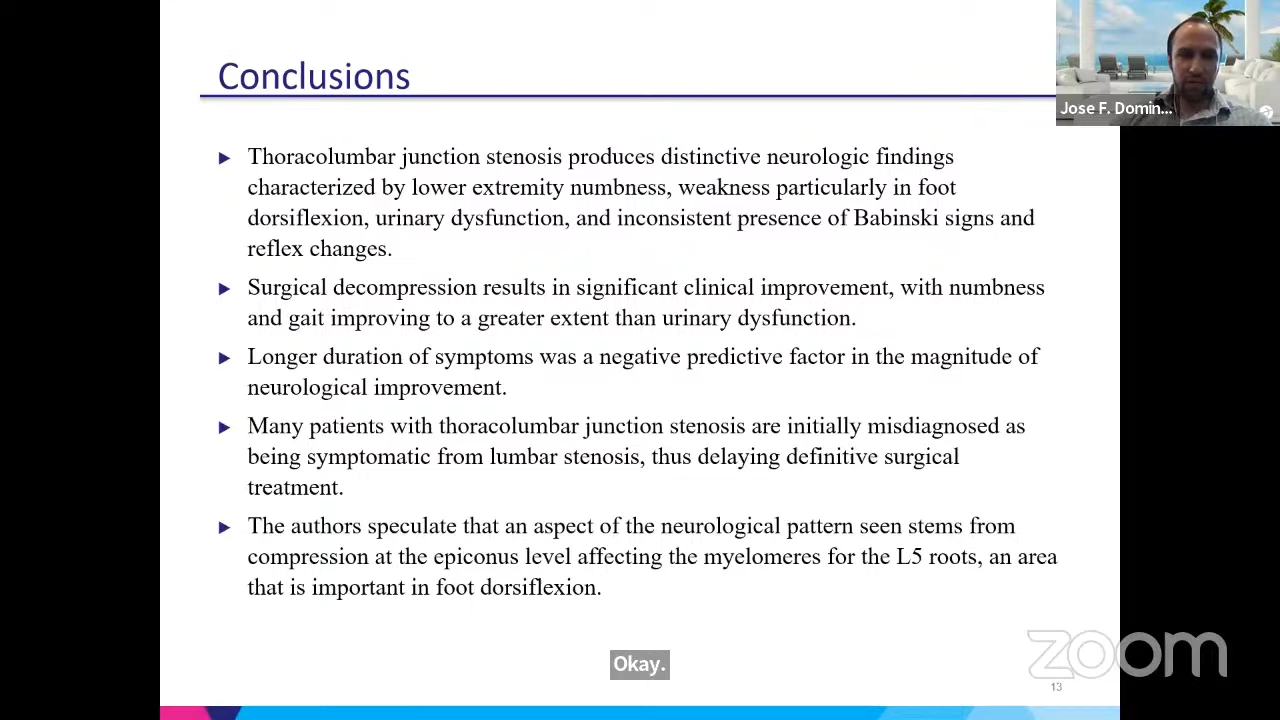 Conclusions
Jose F. Domin...
Thoracolumbar junction stenosis produces distinctive neurologic findings
characterized by lower extremity numbness, weakness particularly in foot
dorsiflexion, urinary dysfunction, and inconsistent presence of Babinski signs and
reflex changes.
Surgical decompression results in significant clinical improvement, with numbness
and gait improving to a greater extent than urinary dysfunction.
Longer duration of symptoms was a negative predictive factor in the magnitude of
neurological improvement.
Many patients with thoracolumbar junction stenosis are initially misdiagnosed as
being symptomatic from lumbar stenosis, thus delaying definitive surgical
treatment.
The authors speculate that an aspect of the neurological pattern seen stems from
compression at the epiconus level affecting the myelomeres for the L5 roots, an area
that is important in foot dorsiflexion.
Okay.
zoom
13